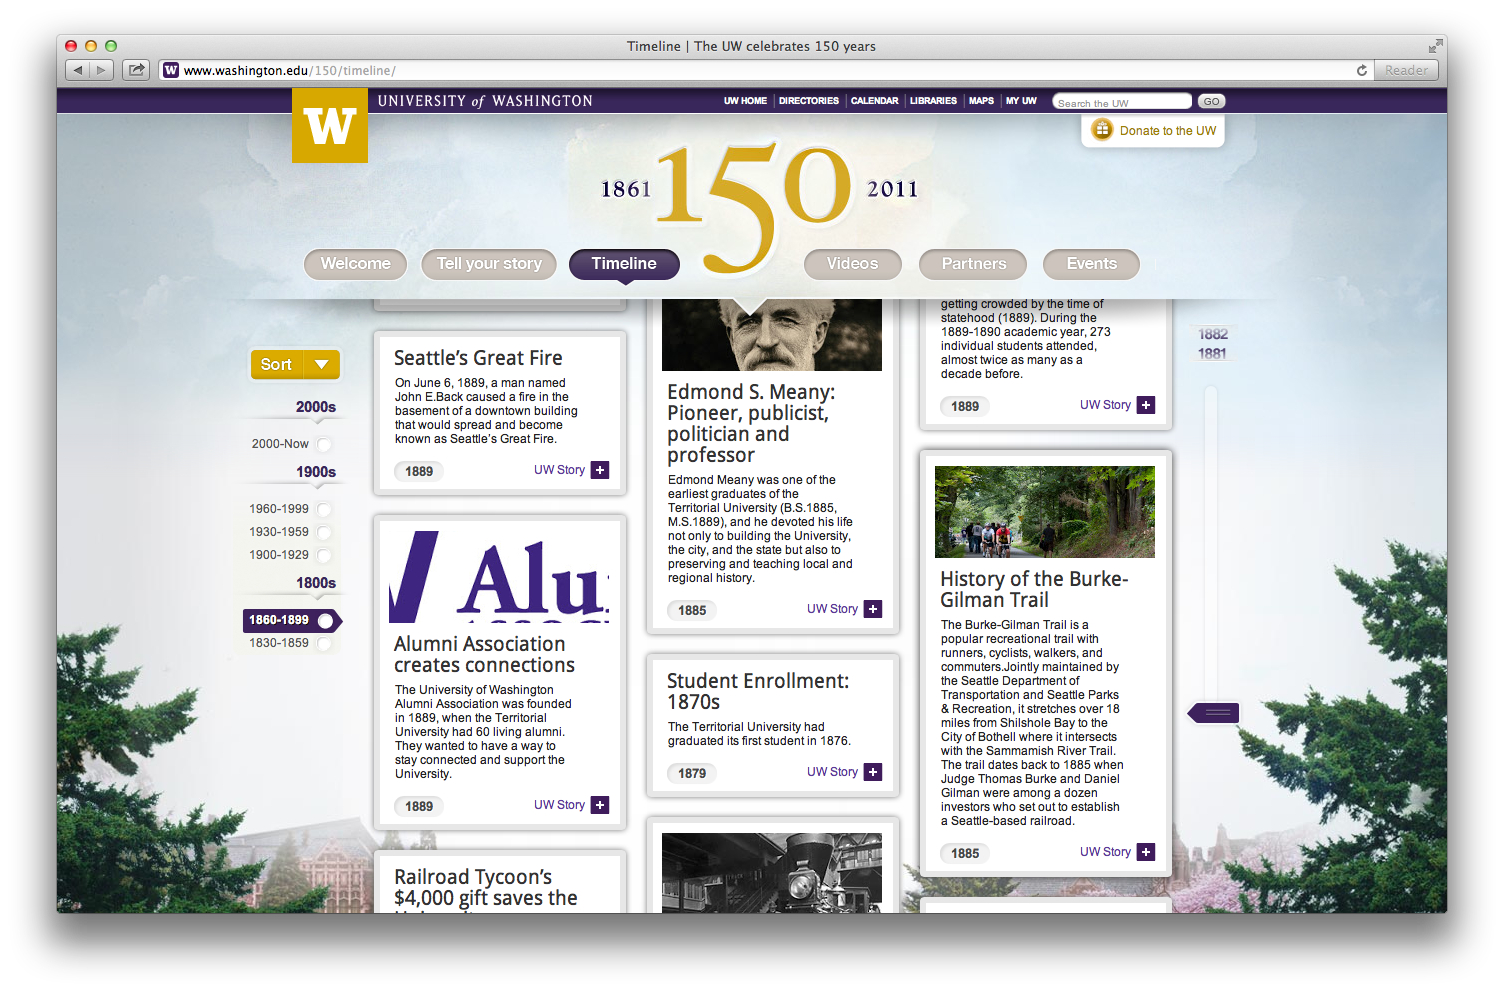 Timeline | The UW celebrates 150 years
www.washington.edu/150/timeline/
Reader
W
UNIVERSITY of WASHINGTON
UW HOME
DIRECTORIES
CALENDAR
LIBRARIES
MAPS
MY UW
Search the UW
GO
Donate to the UW
1861
150
2011
Welcome
Tell your story
Timeline
Videos
Partners
Events
Sort
2000s
2000-Now
1900s
1960-1999
1930-1959
1900-1929
1800s
1860-1899
1830-1859
Seattle's Great Fire
On June 6, 1889, a man named
John E.Back caused a fire in the
basement of a downtown building
that would spread and become
known as Seattle's Great Fire.
1889
UW Story +
W Alu
Alumni Association
creates connections
The University of Washington
Alumni Association was founded
in 1889, when the Territorial
University had 60 living alumni.
They wanted to have a way to
stay connected and support the
University.
1889
UW Story +
Railroad Tycoon's
$4,000 gift saves the
Edmond S. Meany:
Pioneer, publicist,
politician and
professor
Edmond Meany was one of the
earliest graduates of the
Territorial University (B.S.1885,
M.S.1889), and he devoted his life
not only to building the University,
the city, and the state but also to
preserving and teaching local and
regional history.
1885
UW Story +
Student Enrollment:
1870s
The Territorial University had
graduated its first student in 1876.
1879
UW Story +
getting crowded by the time of
statehood (1889). During the
1889-1890 academic year, 273
individual students attended,
almost twice as many as a
decade before.
1889
UW Story +
History of the Burke-
Gilman Trail
The Burke-Gilman Trail is a
popular recreational trail with
runners, cyclists, walkers, and
commuters.Jointly maintained by
the Seattle Department of
Transportation and Seattle Parks
& Recreation, it stretches over 18
miles from Shilshole Bay to the
City of Bothell where it intersects
with the Sammamish River Trail.
The trail dates back to 1885 when
Judge Thomas Burke and Daniel
Gilman were among a dozen
investors who set out to establish
a Seattle-based railroad.
1885
UW Story +
1882
1881